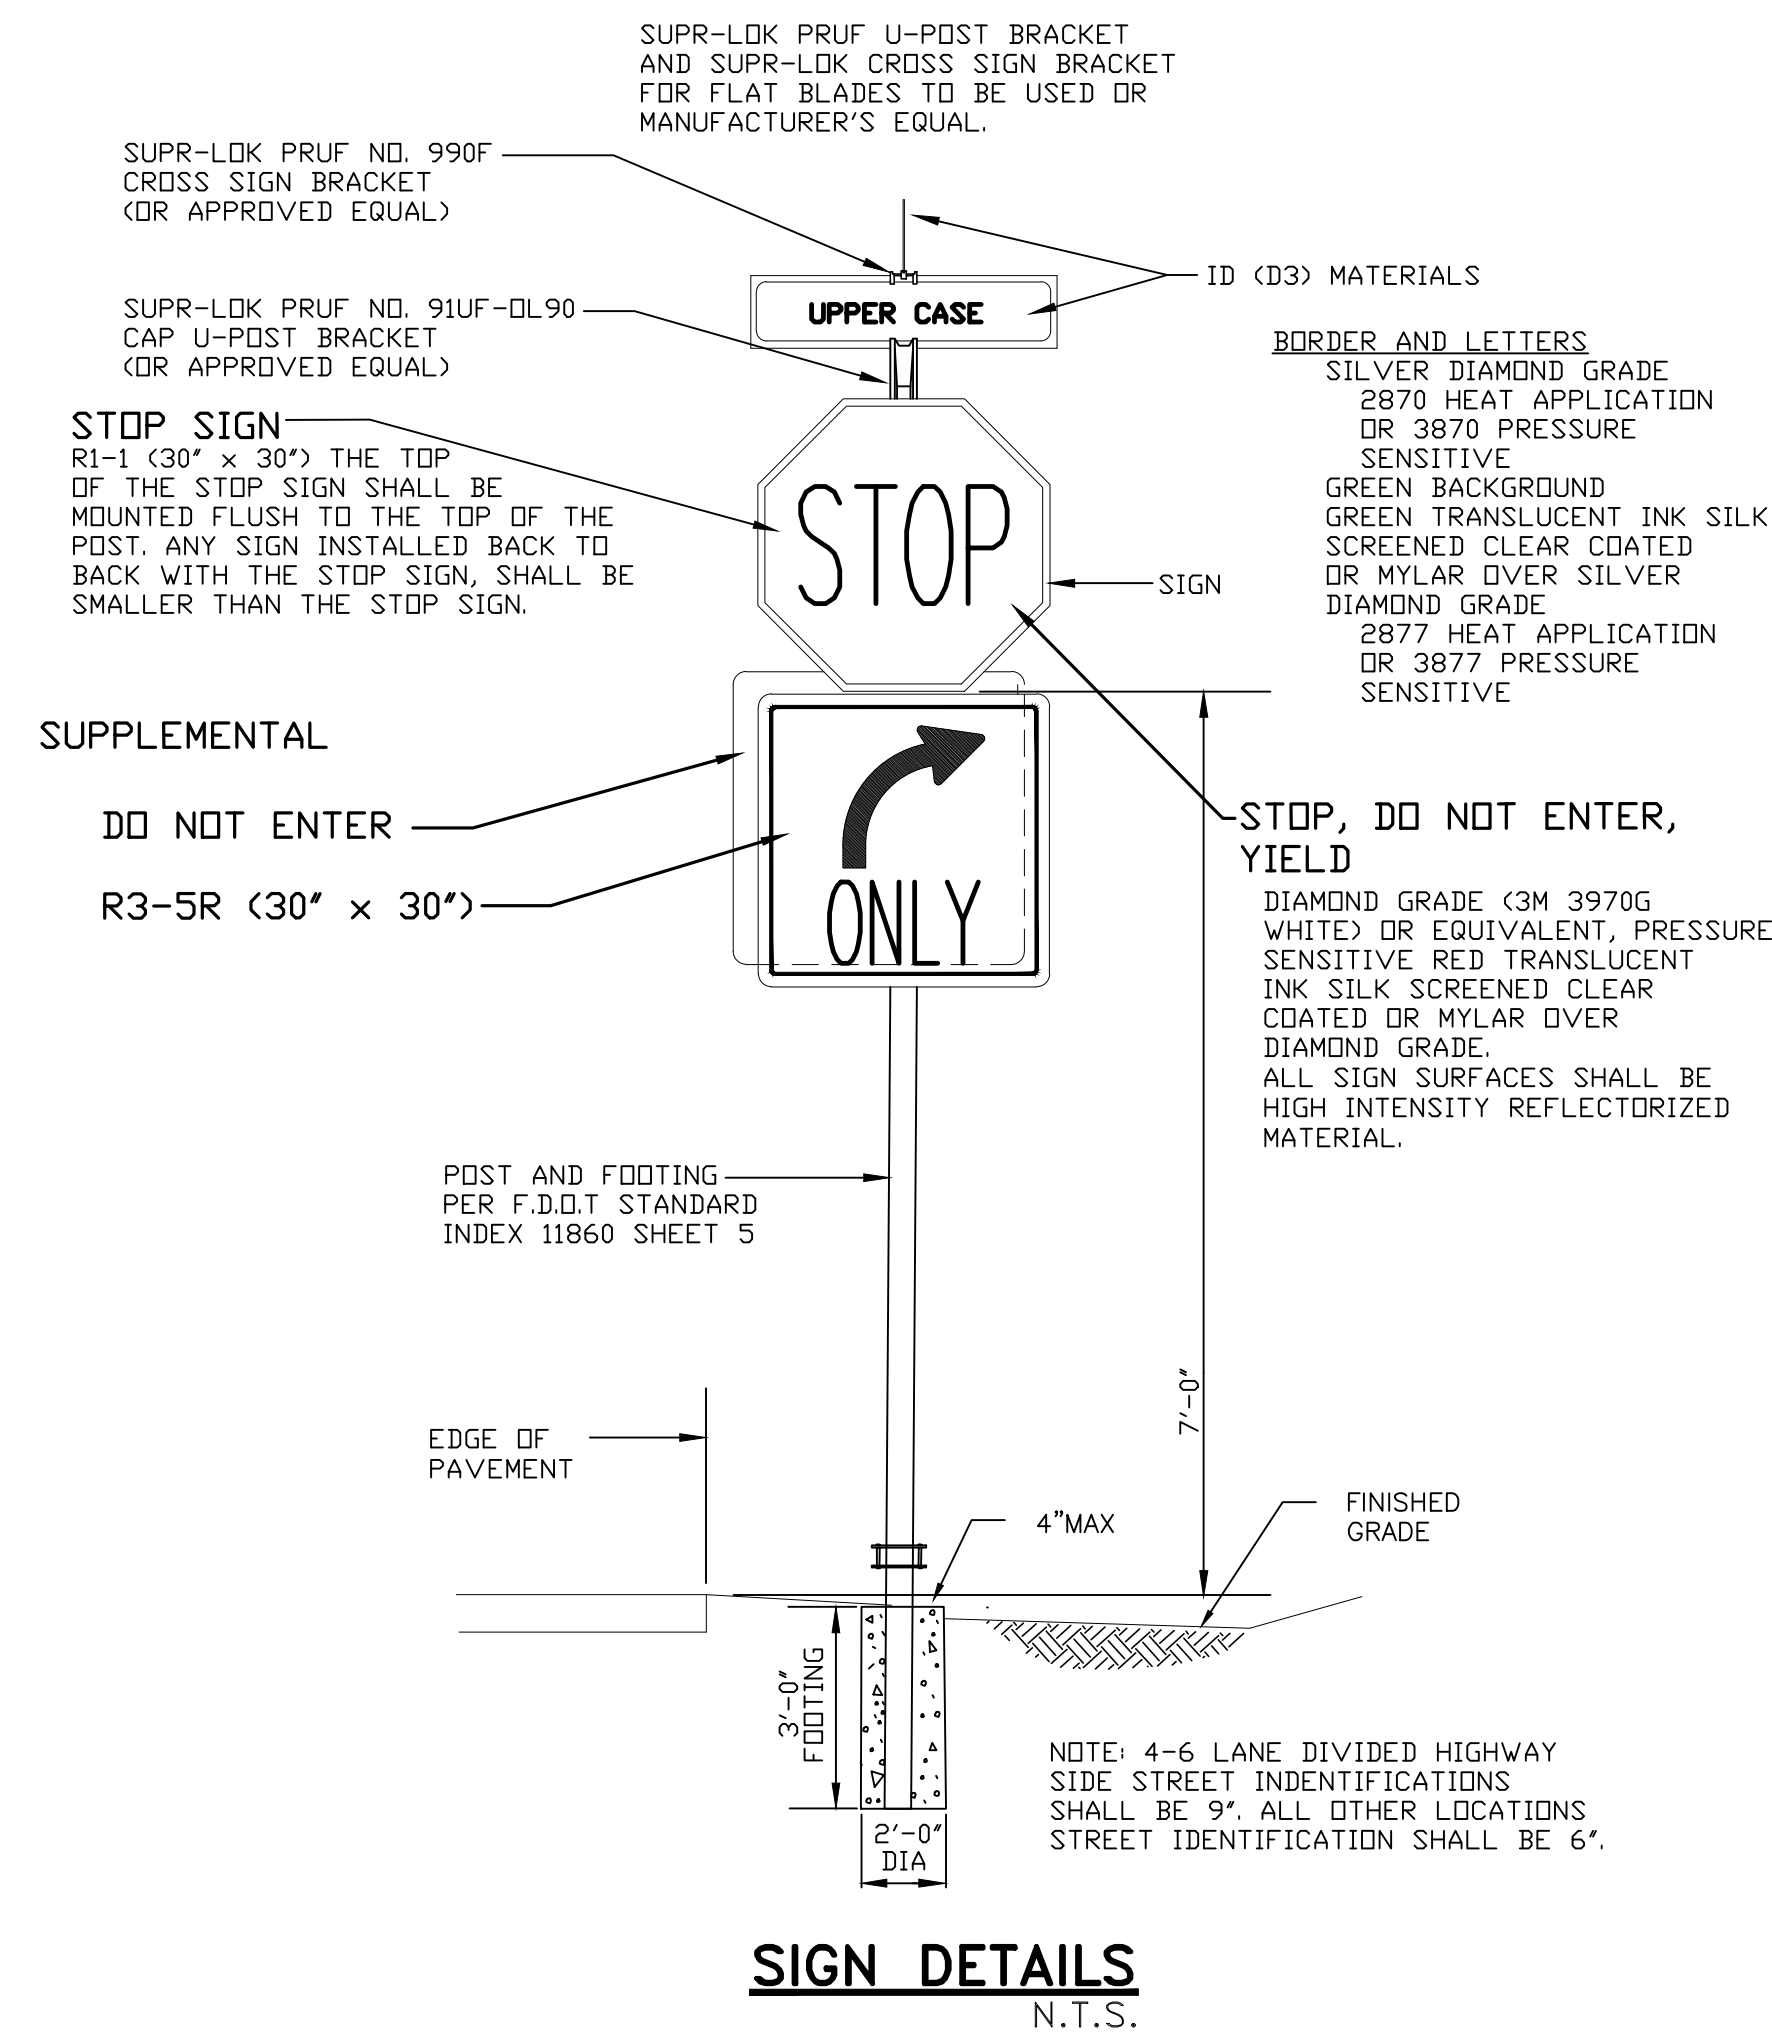 SUPR-LOK PRUF U-POST BRACKET
AND SUPR-LOK CROSS SIGN BRACKET
FOR FLAT BLADES TO BE USED OR
MANUFACTURER'S EQUAL.
SUPR-LOK PRUF NO. 990F
CROSS SIGN BRACKET
(OR APPROVED EQUAL)
ID (D3) MATERIALS
UPPER CASE
SUPR-LOK PRUF NO. 91UF-OL90
CAP U-POST BRACKET
(OR APPROVED EQUAL)
BORDER AND LETTERS
SILVER DIAMOND GRADE
2870 HEAT APPLICATION
OR 3870 PRESSURE
SENSITIVE
GREEN BACKGROUND
GREEN TRANSLUCENT INK SILK
SCREENED CLEAR COATED
OR MYLAR OVER SILVER
DIAMOND GRADE
2877 HEAT APPLICATION
OR 3877 PRESSURE
SENSITIVE
STOP SIGN
R1-1 (30" x 30") THE TOP
OF THE STOP SIGN SHALL BE
MOUNTED FLUSH TO THE TOP OF THE
POST. ANY SIGN INSTALLED BACK TO
BACK WITH THE STOP SIGN, SHALL BE
SMALLER THAN THE STOP SIGN.
STOP
SIGN
SUPPLEMENTAL
DO NOT ENTER
R3-5R (30" x 30")
ONLY
STOP, DO NOT ENTER,
YIELD
DIAMOND GRADE (3M 3970G
WHITE) OR EQUIVALENT, PRESSURE
SENSITIVE RED TRANSLUCENT
INK SILK SCREENED CLEAR
COATED OR MYLAR OVER
DIAMOND GRADE.
ALL SIGN SURFACES SHALL BE
HIGH INTENSITY REFLECTORIZED
MATERIAL.
POST AND FOOTING
PER F.D.O.T STANDARD
INDEX 11860 SHEET 5
7'-0"
EDGE OF
PAVEMENT
4"MAX
FINISHED
GRADE
3'-0"
FOOTING
2'-0"
DIA
NOTE: 4-6 LANE DIVIDED HIGHWAY
SIDE STREET INDENTIFICATIONS
SHALL BE 9". ALL OTHER LOCATIONS
STREET IDENTIFICATION SHALL BE 6".
SIGN DETAILS
N.T.S.